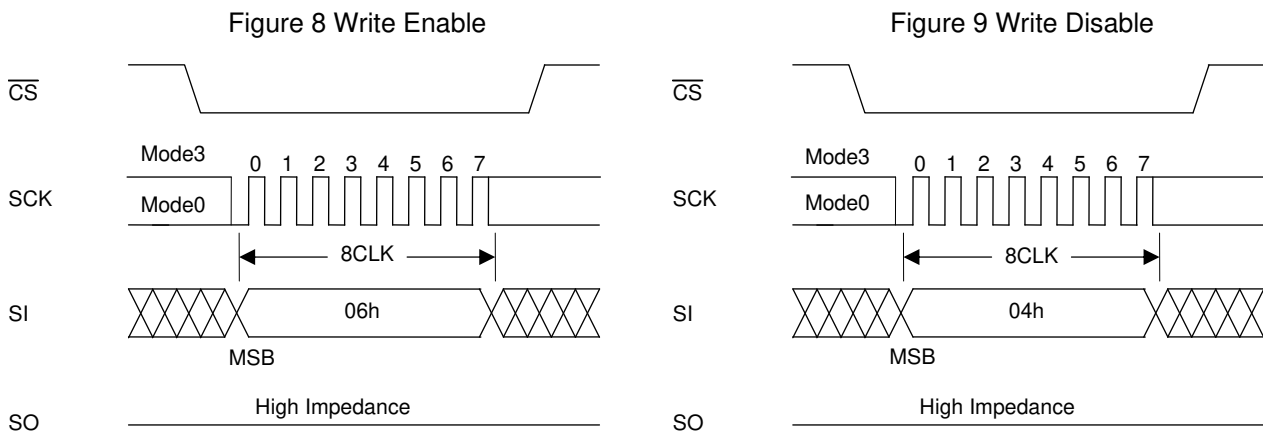 Figure 8 Write Enable
CS
Mode3
0 1 2 3 4 5 6 7
SCK
Mode0
8CLK
SI
06h
MSB
High Impedance
SO
Figure 9 Write Disable
CS
Mode3
0 1 2 3 4 5 6 7
SCK
Mode0
8CLK
SI
04h
MSB
High Impedance
SO